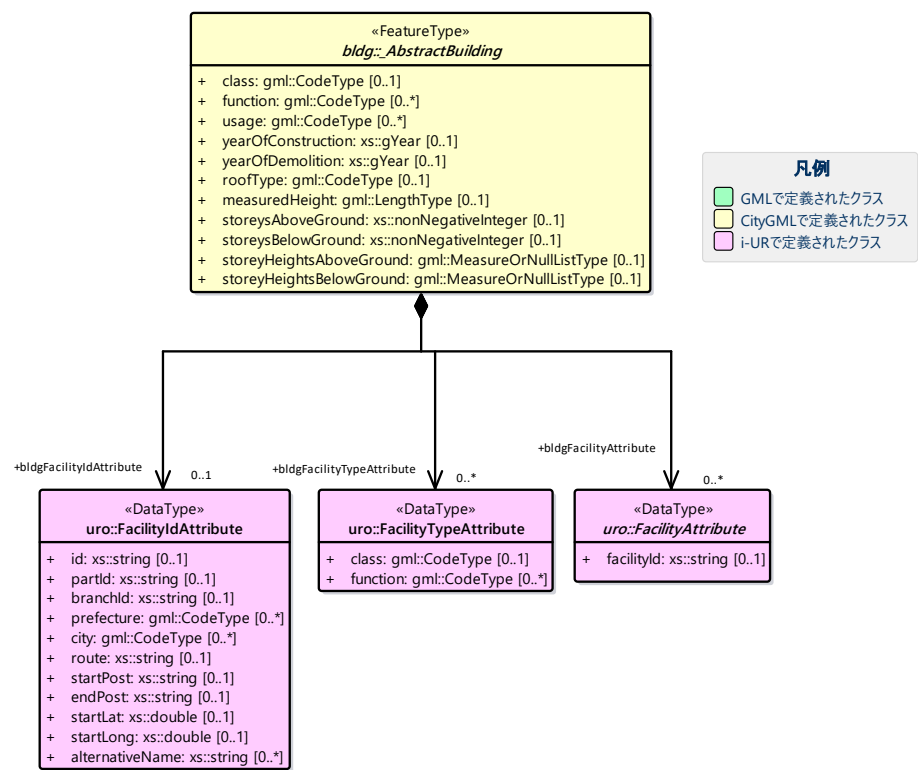 «FeatureType»
bldg::_AbstractBuilding
+ class: gml::CodeType [0..1]
+ function: gml::CodeType [0..*]
+ usage: gml::CodeType [0..*]
+ yearOfConstruction: xs::gYear [0..1]
+ yearOfDemolition: xs::gYear [0..1]
+ roofType: gml::CodeType [0..1]
+ measuredHeight: gml::LengthType [0..1]
+ storeysAboveGround: xs::nonNegativeInteger [0..1]
+ storeysBelowGround: xs::nonNegativeInteger [0..1]
+ storeyHeightsAboveGround: gml::MeasureOrNullListType [0..1]
+ storeyHeightsBelowGround: gml::MeasureOrNullListType [0..1]
凡例
GMLで定義されたクラス
CityGMLで定義されたクラス
i-URで定義されたクラス
+bldgFacilityIdAttribute
0..1
«DataType»
uro::FacilityIdAttribute
+ id: xs::string [0..1]
+ partId: xs::string [0..1]
+ branchId: xs::string [0..1]
+ prefecture: gml::CodeType [0..*]
+ city: gml::CodeType [0..*]
+ route: xs::string [0..1]
+ startPost: xs::string [0..1]
+ endPost: xs::string [0..1]
+ startLat: xs::double [0..1]
+ startLong: xs::double [0..1]
+ alternativeName: xs::string [0..*]
+bldgFacilityTypeAttribute
0..*
«DataType»
uro::FacilityTypeAttribute
+ class: gml::CodeType [0..1]
+ function: gml::CodeType [0..*]
+bldgFacilityAttribute
0..*
«DataType»
uro::FacilityAttribute
+ facilityId: xs::string [0..1]